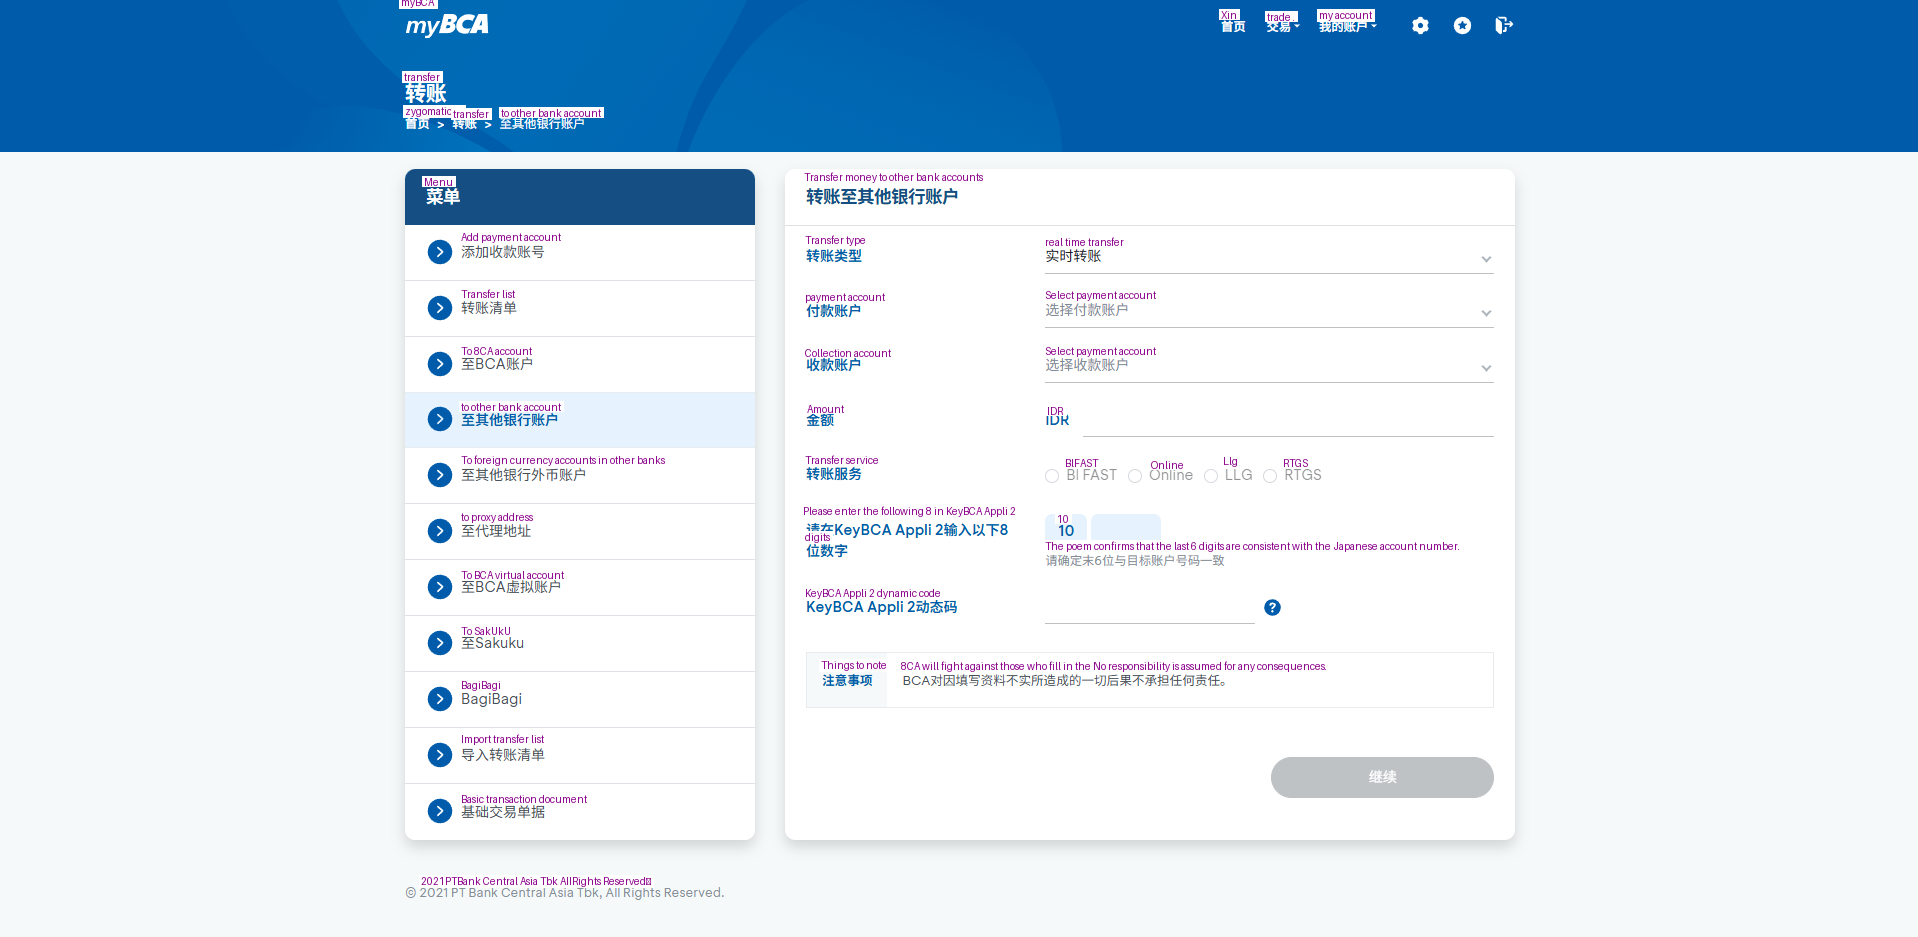 myBCA
myBCA
Xin
trade .
my account
首页
交易
我的账户
transfer
转账
zygomatic
transfer
to other bank account
首页 > 转账 > 至其他银行账户
Menu
菜单
Add payment account
添加收款账号
Transfer list
转账清单
To 8CA account
至BCA账户
to other bank account
至其他银行账户
To foreign currency accounts in other banks
至其他银行外币账户
to proxy address
至代理地址
To BCA virtual account
至BCA虚拟账户
To SakUkU
至Sakuku
BagiBagi
BagiBagi
Import transfer list
导入转账清单
Basic transaction document
基础交易单据
Transfer money to other bank accounts
转账至其他银行账户
Transfer type
转账类型
real time transfer
实时转账
payment account
付款账户
Select payment account
选择付款账户
Collection account
收款账户
Select payment account
选择收款账户
Amount
金额
IDR
IDR
Transfer service
转账服务
BIFAST
BI FAST
Online
Online
Llg
LLG
RTGS
RTGS
Please enter the following 8 in KeyBCA Appli 2
请在KeyBCA Appli 2输入以下8
digits
位数字
10
10
The poem confirms that the last 6 digits are consistent with the Japanese account number.
请确定末6位与目标账户号码一致
KeyBCA Appli 2 dynamic code
KeyBCA Appli 2动态码
?
Things to note
注意事项
8CA will fight against those who fill in the No responsibility is assumed for any consequences.
BCA对因填写资料不实所造成的一切后果不承担任何责任。
继续
2021 PTBank Central Asia Tbk AllRights Reserved
© 2021 PT Bank Central Asia Tbk, All Rights Reserved.